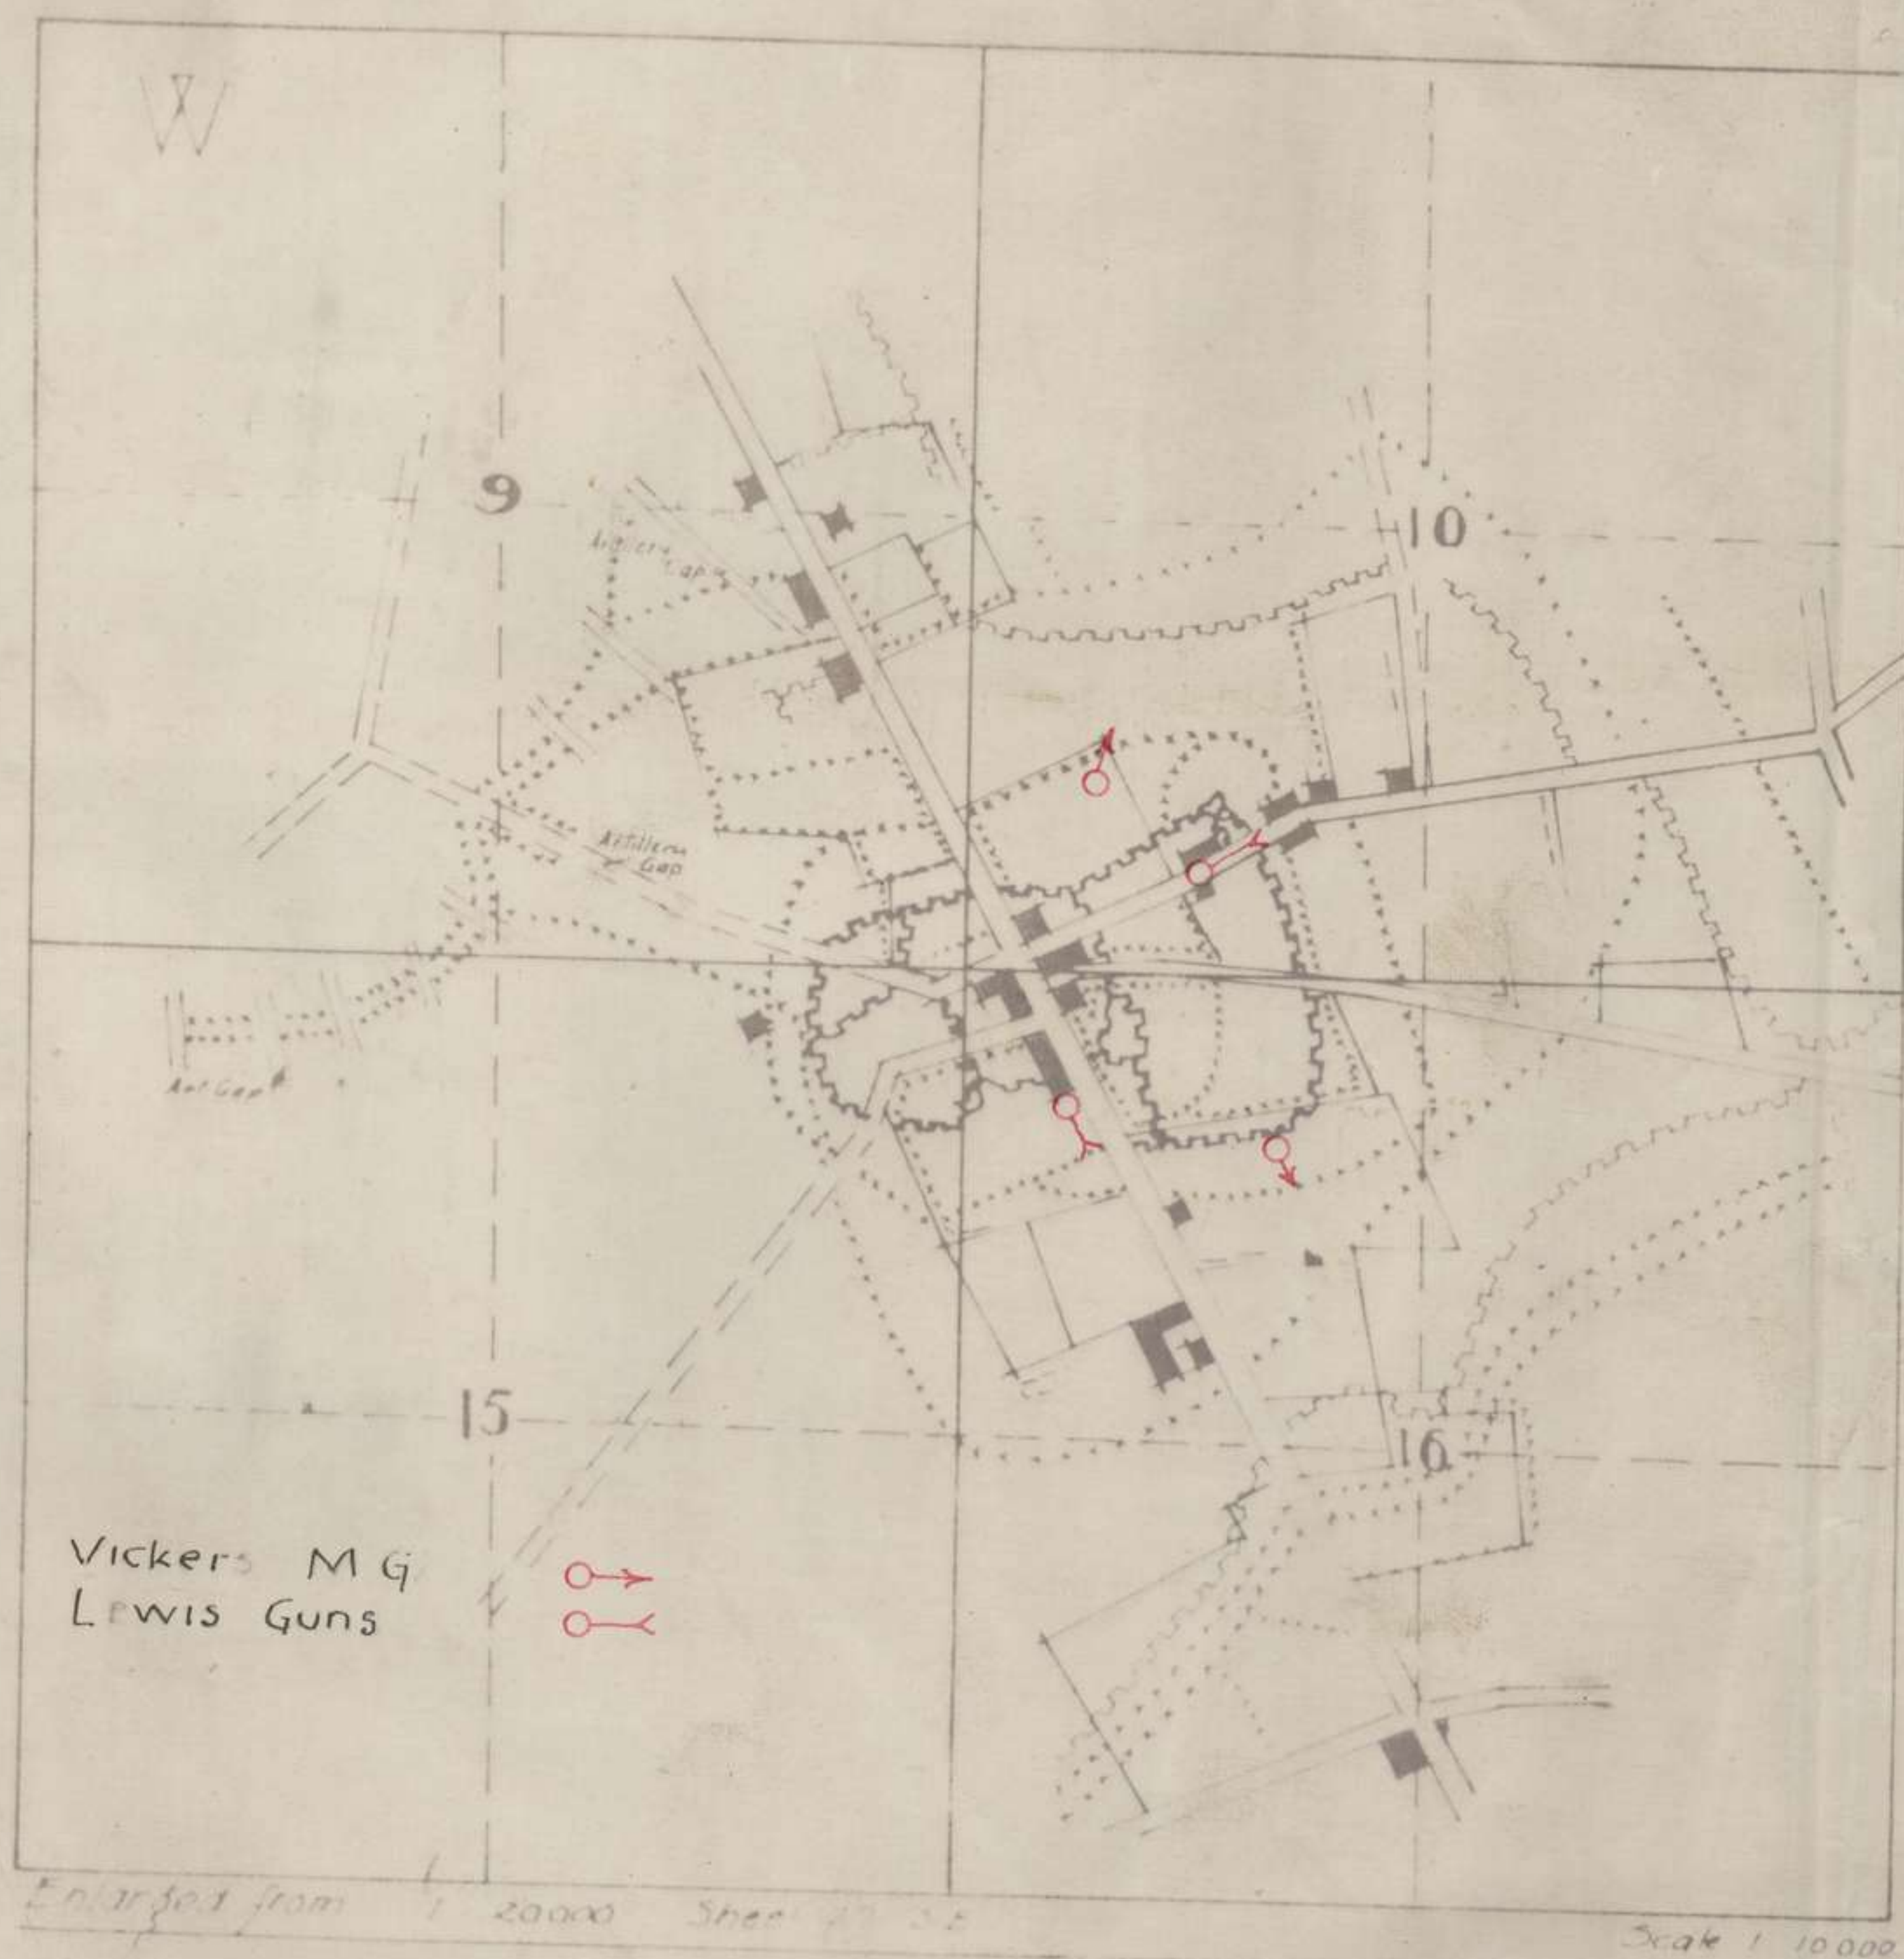 W
9
10
Artillery
Gap
Artillery
Gap
Art Gap
15
16
Vickers M G
Lewis Guns
Enlarged from 1 20000 Sheet S E
Scale 1 10000